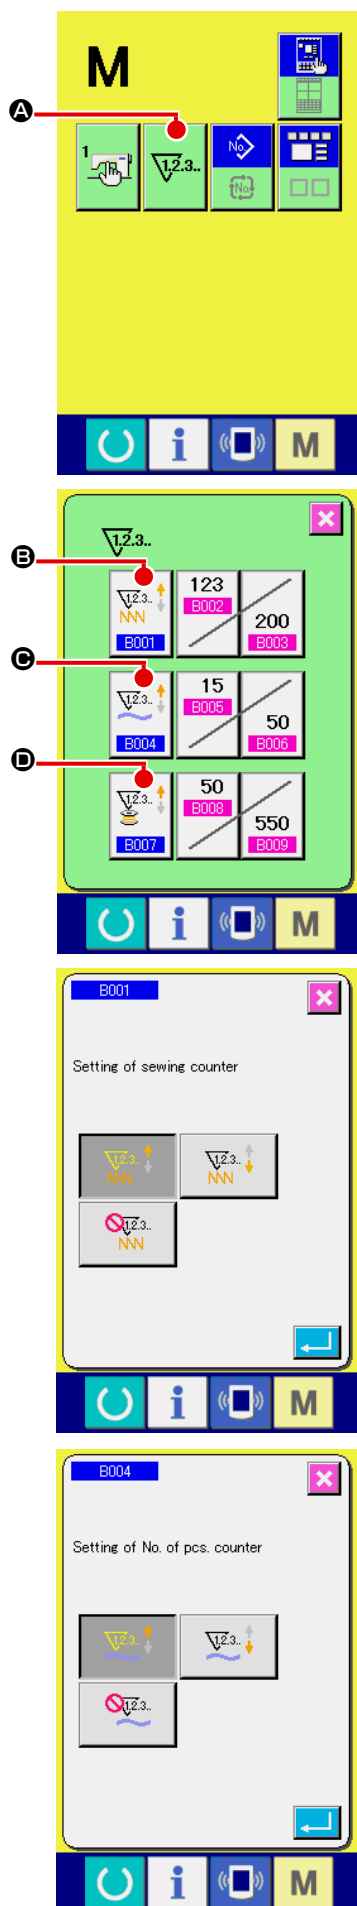 M
A
1
1.2.3..
No.
No.
i
M
1.2.3..
B
1.2.3..
B001
123
B002
200
B003
C
1.2.3..
B004
15
B005
50
B006
D
1.2.3..
B007
50
B008
550
B009
i
M
B001
Setting of sewing counter
1.2.3..
1.2.3..
1.2.3..
i
M
B004
Setting of No. of pcs. counter
1.2.3..
1.2.3..
1.2.3..
i
M